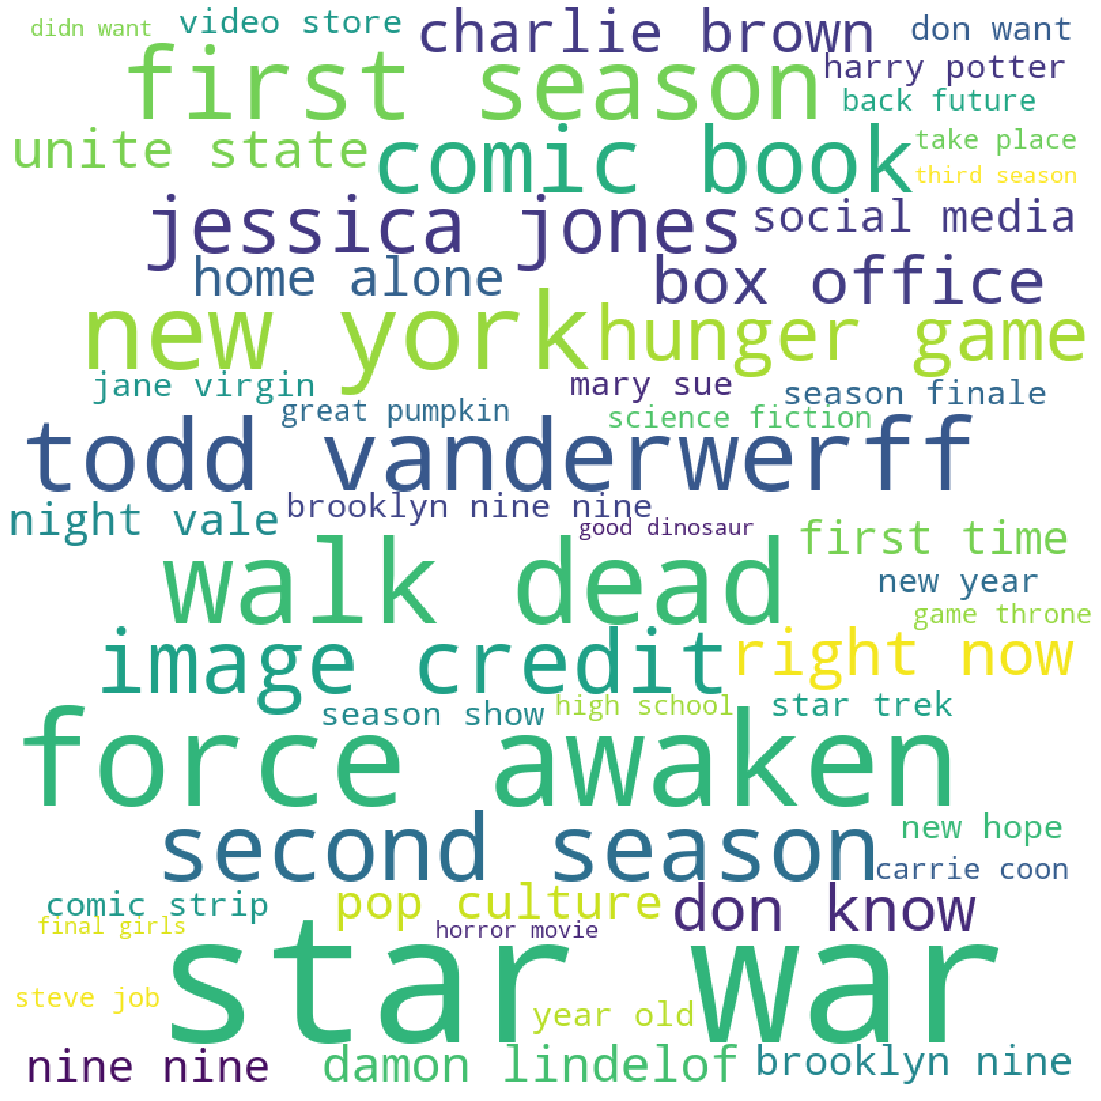 didn want
video store
charlie brown
don want
first season
harry potter
back future
unite state
comic book
take place
third season
jessica jones
social media
home alone
box office
new york
hunger game
jane virgin
mary sue
season finale
great pumpkin
science fiction
todd vanderwerff
night vale
brooklyn nine nine
good dinosaur
first time
walk dead
new year
game throne
image credit
right now
season show
high school
star trek
force awaken
second season
new hope
carrie coon
comic strip
pop culture
don know
final girls
horror movie
star war
steve job
year old
nine nine
damon lindelof
brooklyn nine